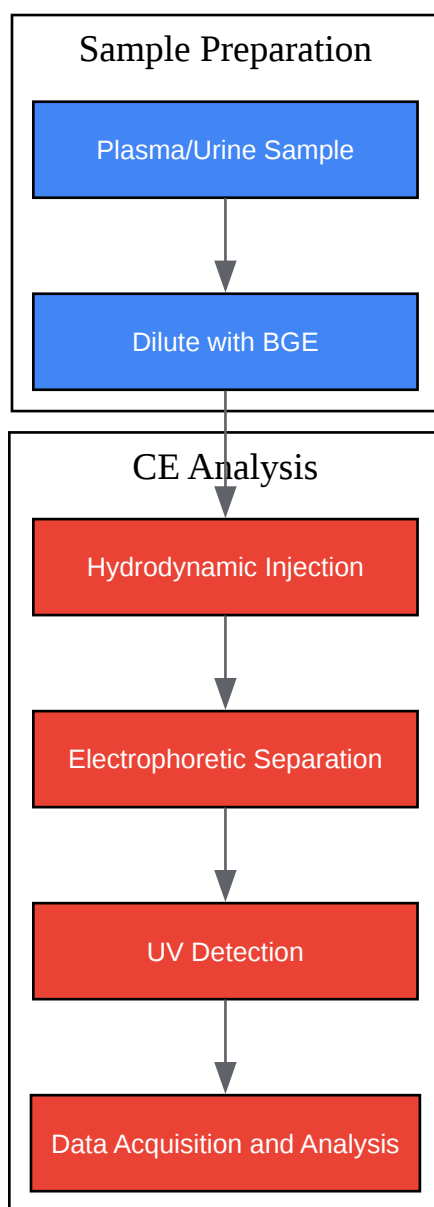 Sample Preparation
Plasma/Urine Sample
Dilute with BGE
CE Analysis
Hydrodynamic Injection
Electrophoretic Separation
UV Detection
Data Acquisition and Analysis